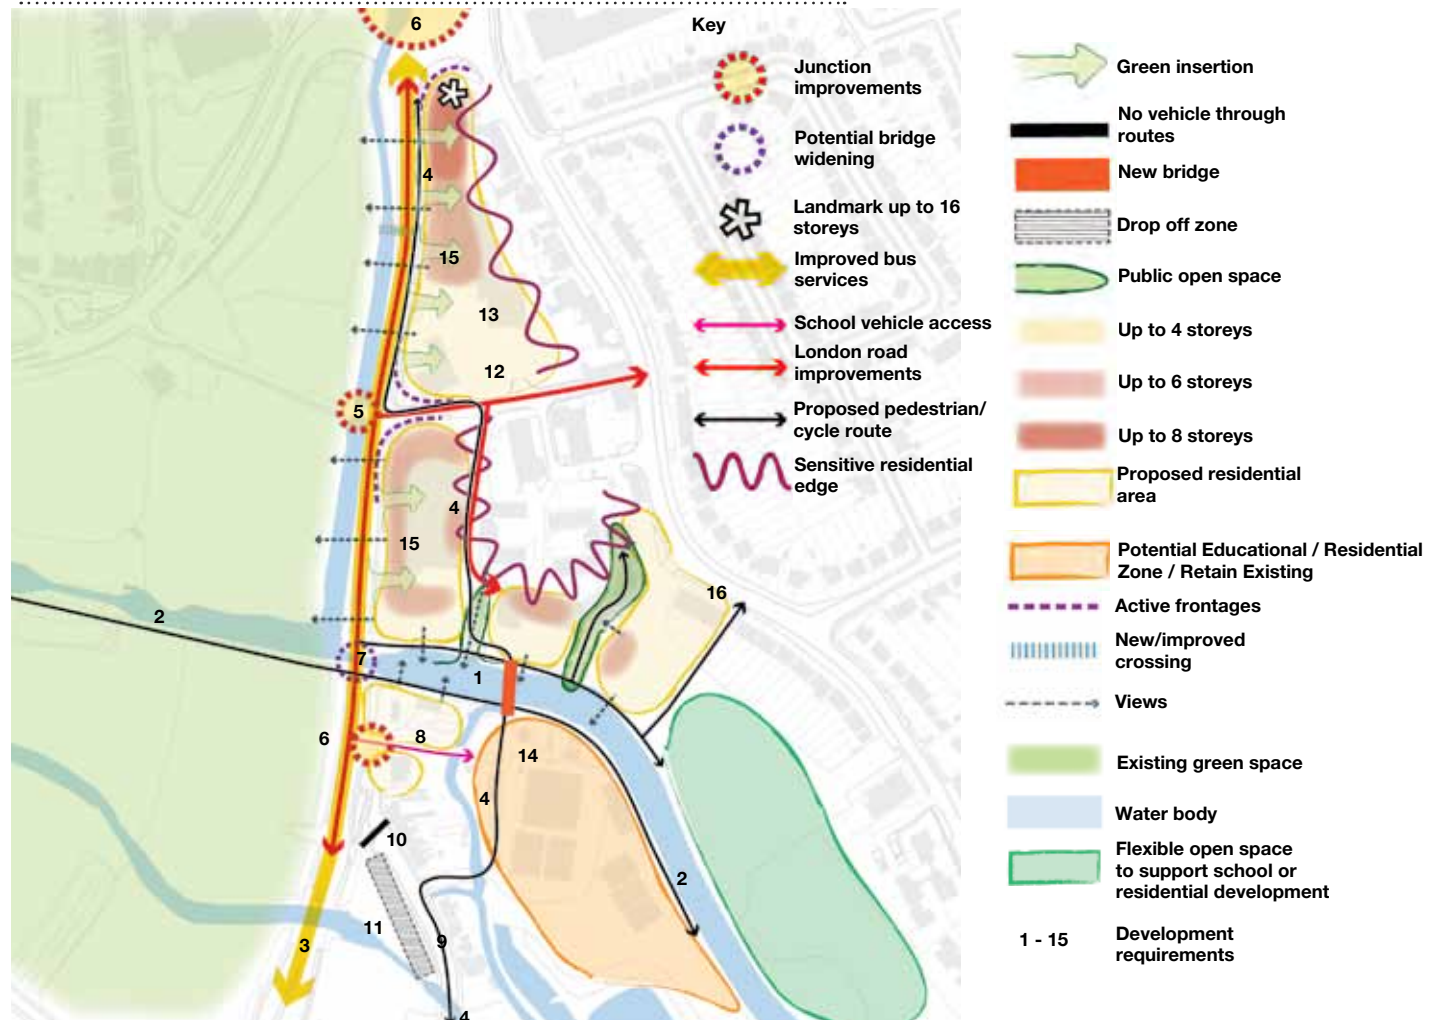 6
4
15
13
12
5
4
15
16
2
7
1
6
8
14
4
10
2
11
9
3
4
Key
Junction
improvements
Potential bridge
widening
Landmark up to 16
storeys
Improved bus
services
School vehicle access
London road
improvements
Proposed pedestrian/
cycle route
Sensitive residential
edge
Green insertion
No vehicle through
routes
New bridge
Drop off zone
Public open space
Up to 4 storeys
Up to 6 storeys
Up to 8 storeys
Proposed residential
area
Potential Educational / Residential
Zone / Retain Existing
Active frontages
New/improved
crossing
Views
Existing green space
Water body
Flexible open space
to support school or
residential development
1 - 15
Development
requirements